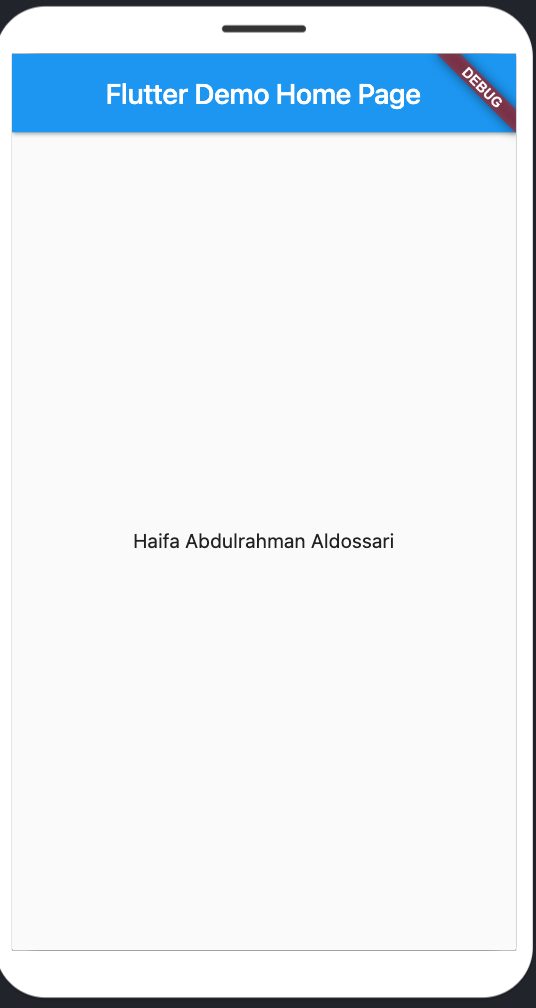 Flutter Demo Home Page
DEBUG
Haifa Abdulrahman Aldossari